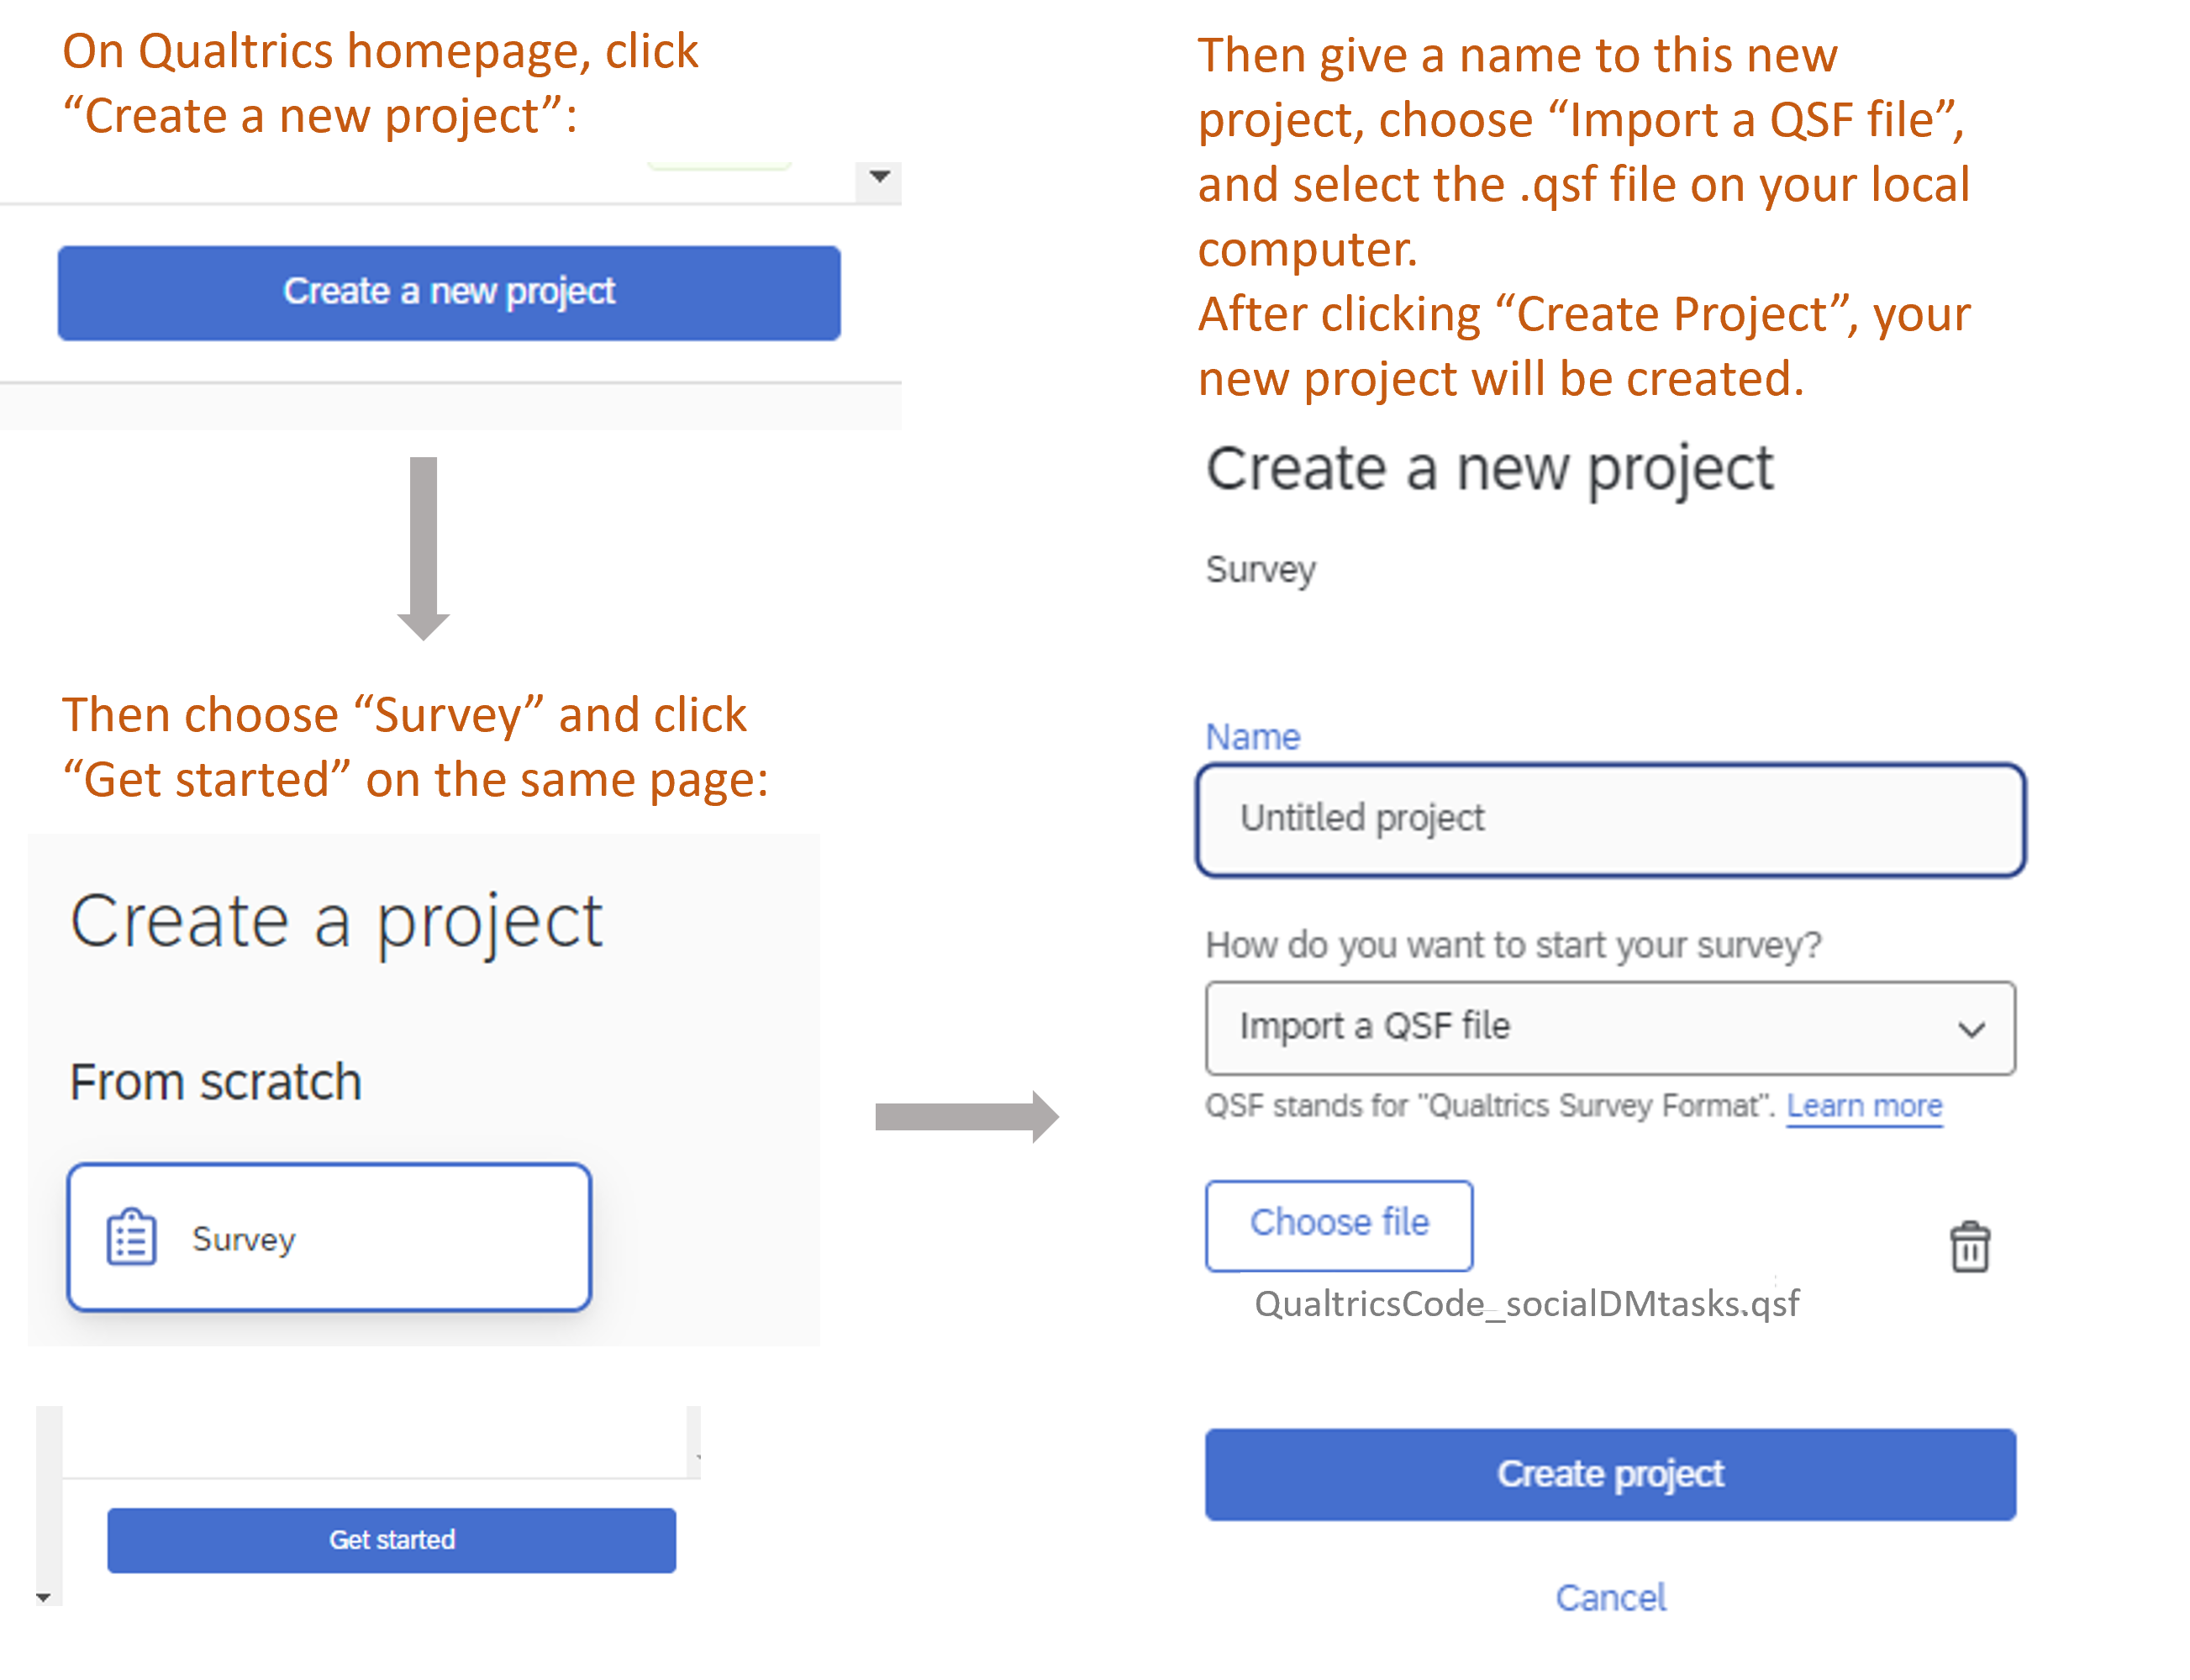 On Qualtrics homepage, click
“Create a new project”:
Create a new project
Then choose “Survey” and click
“Get started” on the same page:
Create a project
From scratch
Survey
Get started
Then give a name to this new
project, choose “Import a QSF file”,
and select the .qsf file on your local
computer.
After clicking “Create Project”, your
new project will be created.
Create a new project
Survey
Name
Untitled project
How do you want to start your survey?
Import a QSF file
QSF stands for "Qualtrics Survey Format". Learn more
Choose file
QualtricsCode_socialDMtasks.qsf
Create project
Cancel